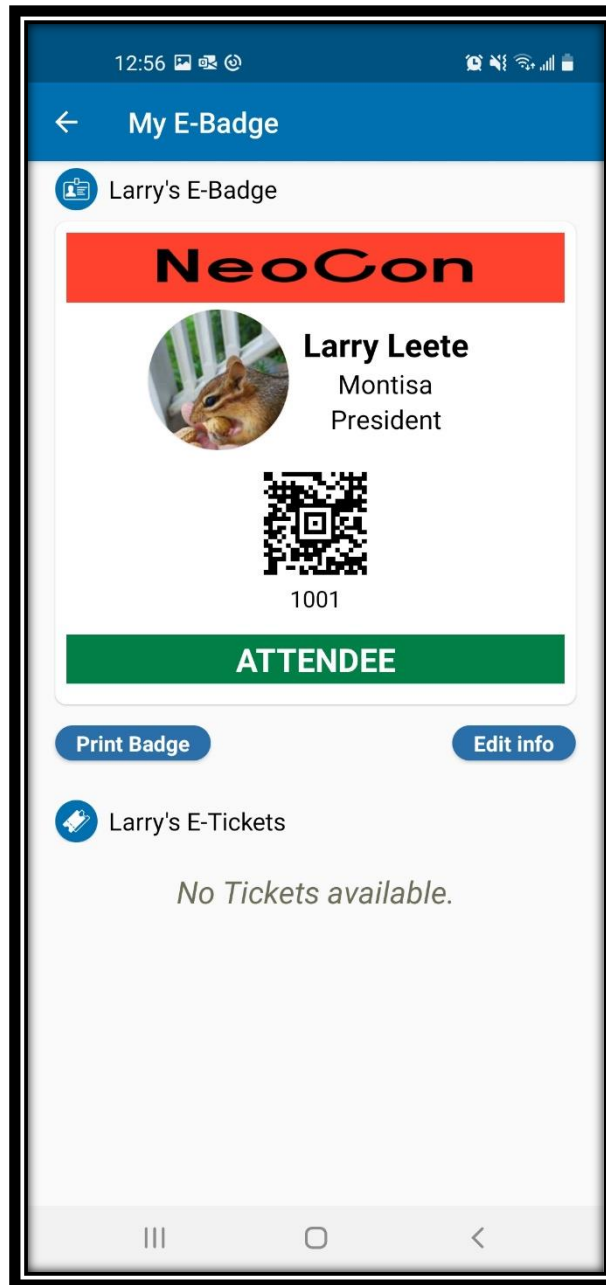 12:56
My E-Badge
Larry's E-Badge
NeoCon
Larry Leete
Montisa
President
1001
ATTENDEE
Print Badge
Edit info
Larry's E-Tickets
No Tickets available.